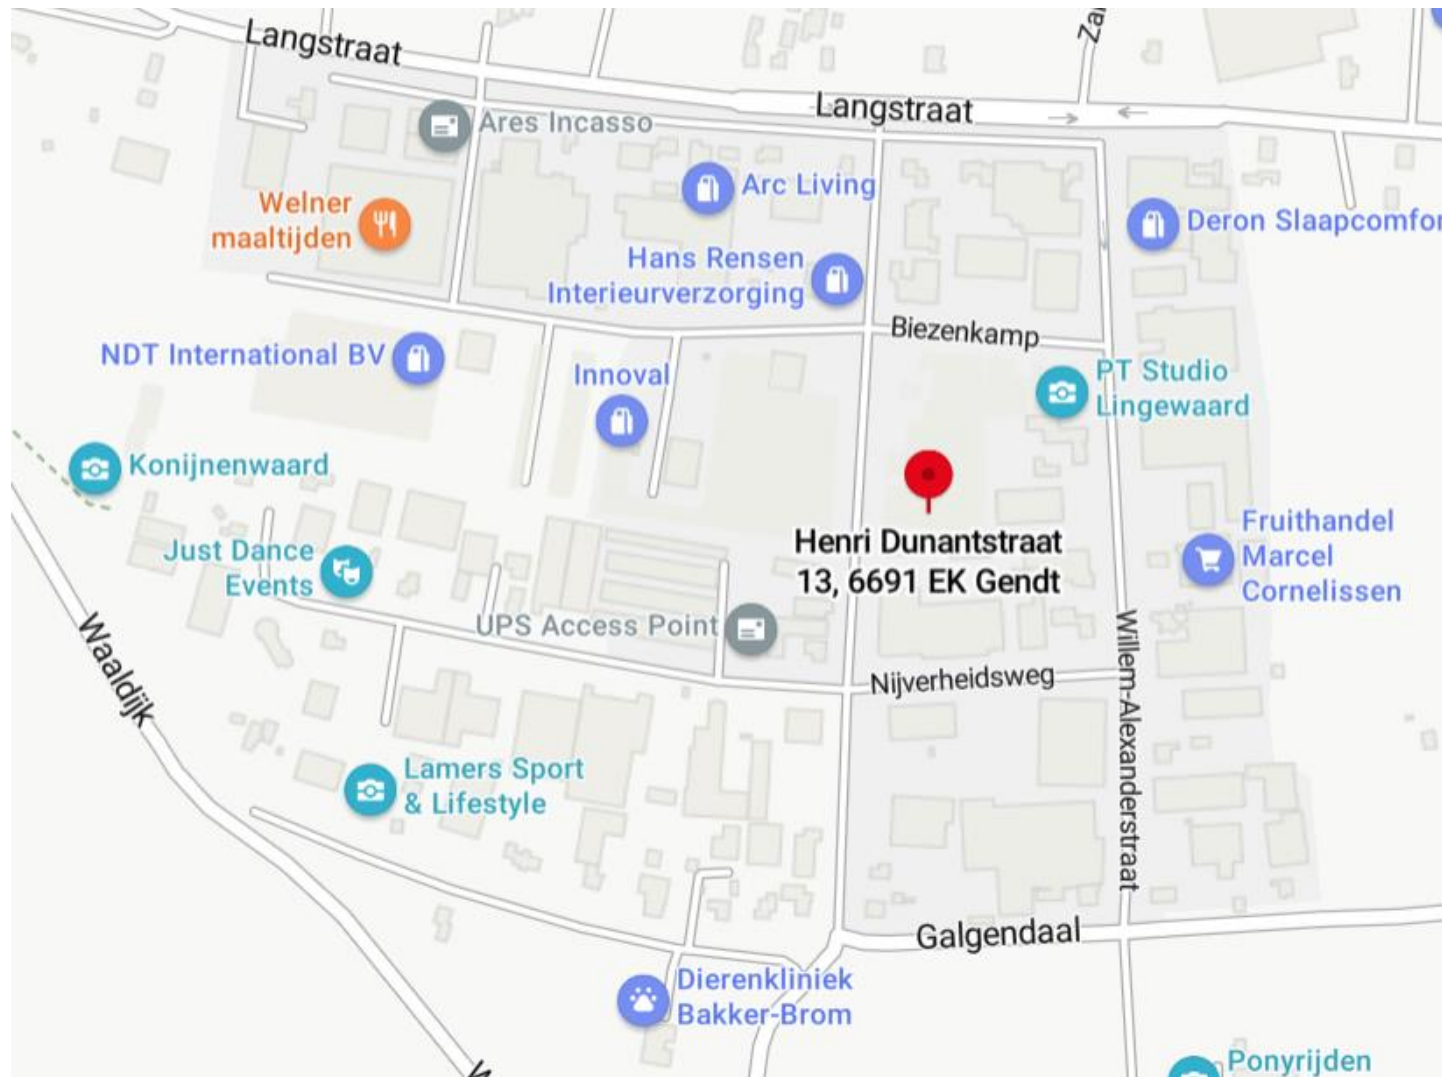 Langstraat
Za
Langstraat
Ares Incasso
Arc Living
Welner
maaltijden
Deron Slaapcomfor
Hans Rensen
Interieurverzorging
Biezenkamp
NDT International BV
Innoval
PT Studio
Lingewaard
Konijnenwaard
Henri Dunantstraat
13, 6691 EK Gendt
Fruithandel
Marcel
Cornelissen
Just Dance
Events
UPS Access Point
Waaldijk
Willem-Alexanderstraat
Nijverheidsweg
Lamers Sport
& Lifestyle
Galgendaal
Dierenkliniek
Bakker-Brom
Ponyrijden